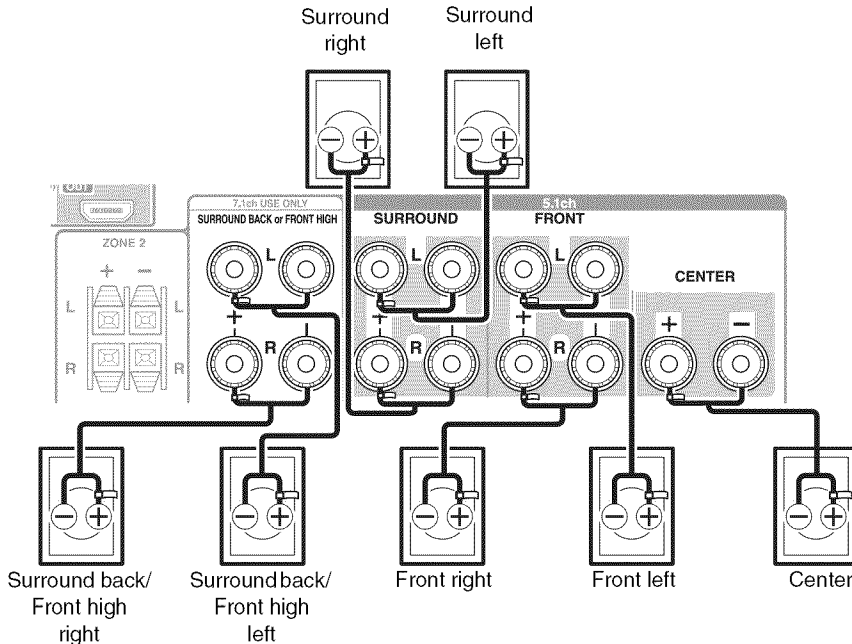 Surround
right
Surround
left
OUT
7.1ch USE ONLY
SURROUND BACK or FRONT HIGH
5.1ch
SURROUND
FRONT
ZONE 2
CENTER
+ −
L
L
R
R
L
L
L
+
+
+
+ −
R
R
R
− +
− +
− +
− +
− +
− +
− +
Surround back/
Front high
right
Surround back/
Front high
left
Front right
Front left
Center